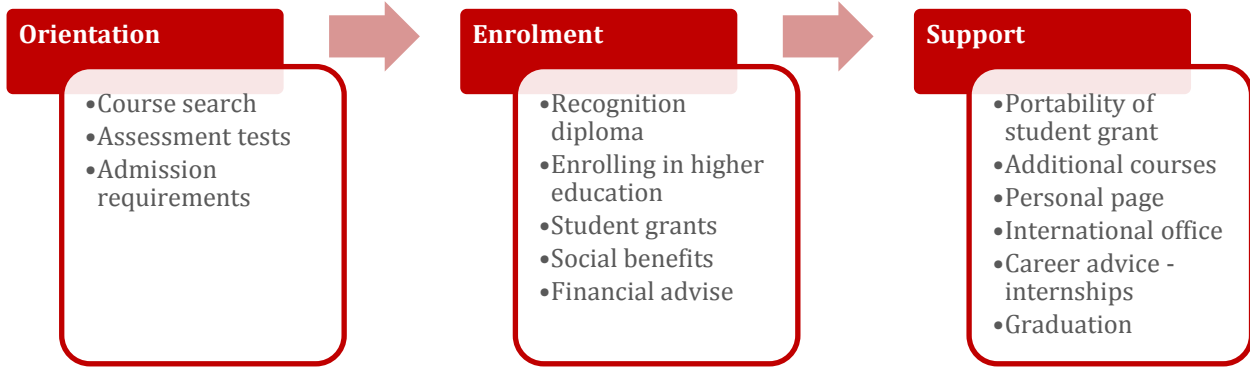 Orientation
•Course search
•Assessment tests
•Admission
requirements
Enrolment
•Recognition
diploma
•Enrolling in higher
education
•Student grants
•Social benefits
•Financial advise
Support
•Portability of
student grant
•Additional courses
•Personal page
•International office
•Career advice -
internships
•Graduation